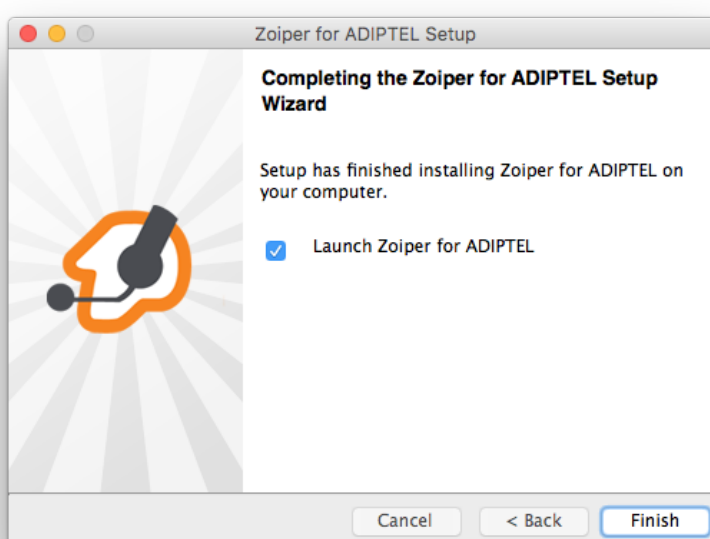 Zoiper for ADIPTEL Setup
Completing the Zoiper for ADIPTEL Setup
Wizard
Setup has finished installing Zoiper for ADIPTEL on
your computer.
Launch Zoiper for ADIPTEL
Cancel
< Back
Finish